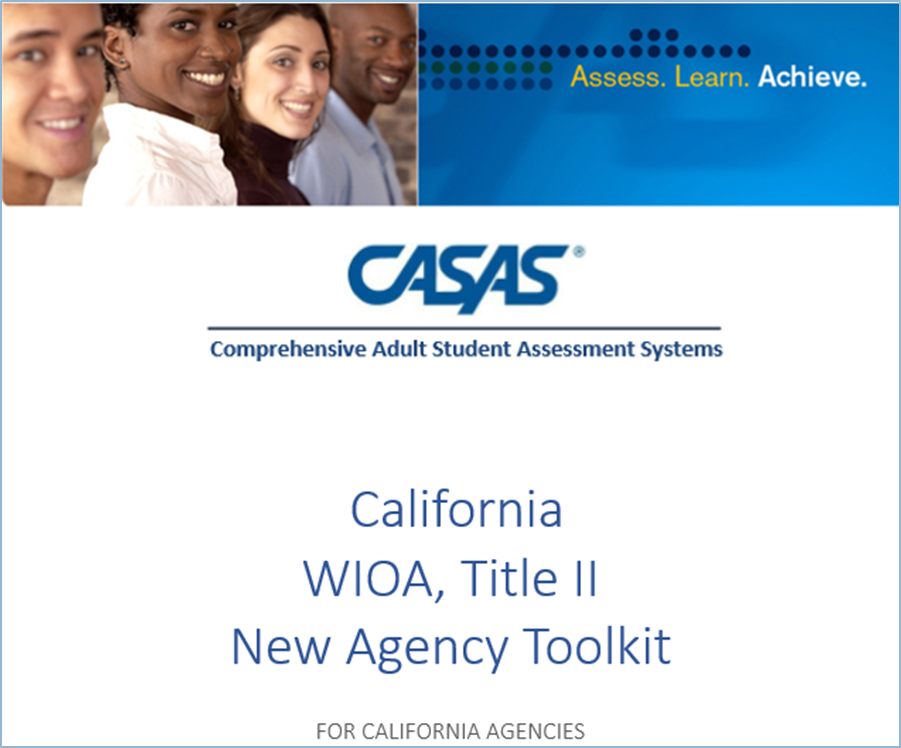 Assess. Learn. Achieve.
CASAS®
Comprehensive Adult Student Assessment Systems
California
WIOA, Title II
New Agency Toolkit
FOR CALIFORNIA AGENCIES